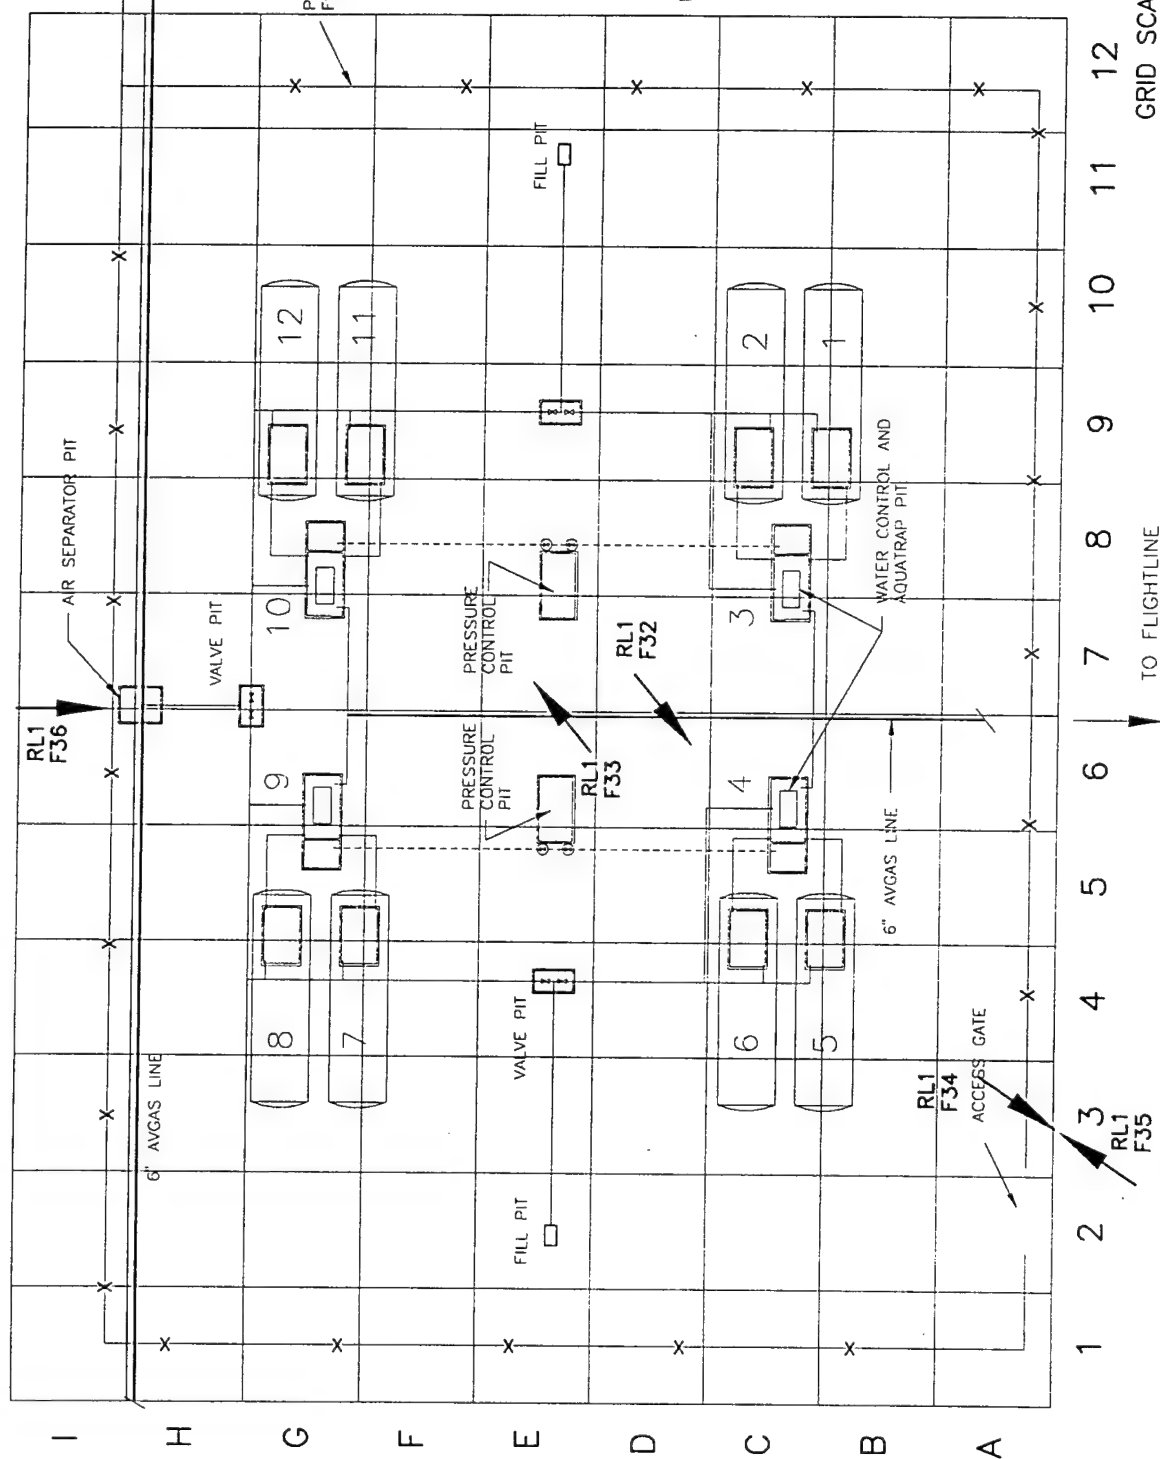 I
H
G
F
E
D
C
B
A
1
2
3
4
5
6
7
8
9
10
11
12
GRID SCA
TO FLIGHTLINE
AIR SEPARATOR PIT
VALVE PIT
RL1
F36
6" AVGAS LINE
12
11
10
9
8
7
FILL PIT
PRESSURE
CONTROL
PIT
PRESSURE
CONTROL
PIT
RL1
F33
RL1
F32
VALVE PIT
FILL PIT
2
1
3
4
6
5
WATER CONTROL AND
AQUATRAP PIT
6" AVGAS LINE
RL1
F34
ACCESS GATE
RL1
F35